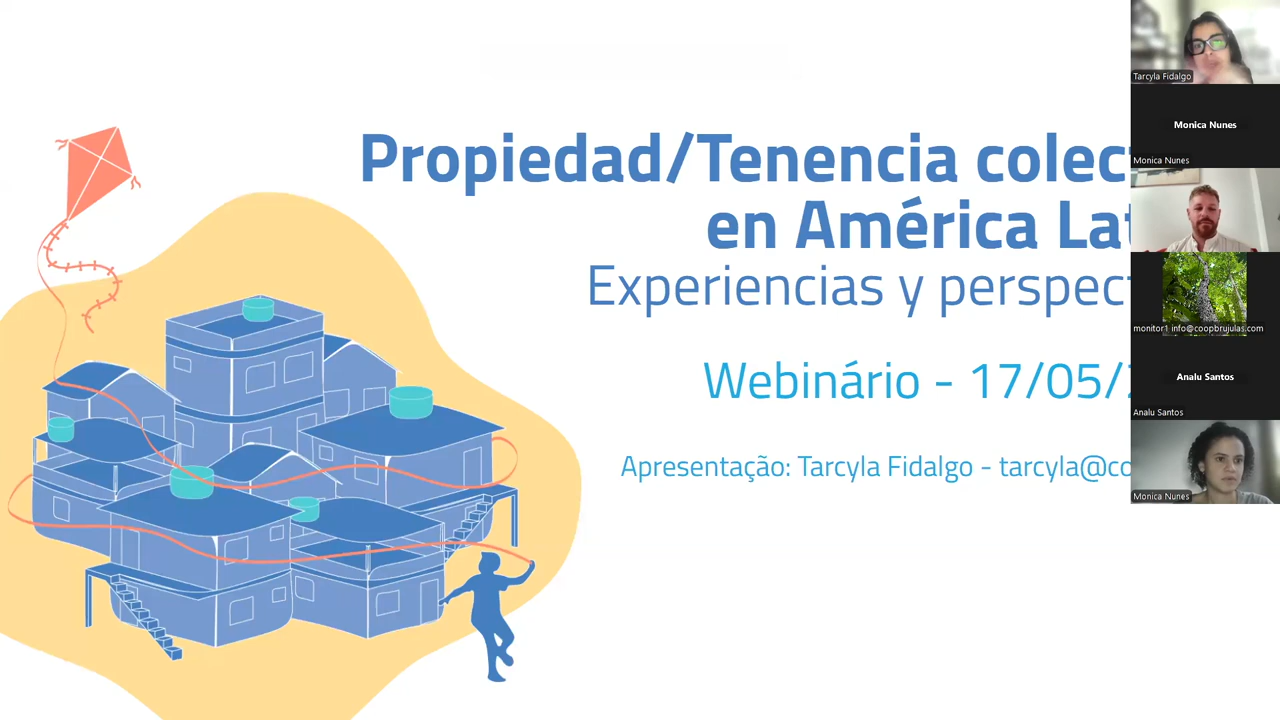 Propiedad/Tenencia colec
en América Lat
Experiencias y perspect
Webinário - 17/05/2
Apresentação: Tarcyla Fidalgo - tarcyla@co
Tarcyla Fidalgo
Monica Nunes
Monica Nunes
monitor1 info@coopbrujulas.com
Analu Santos
Analu Santos
Monica Nunes